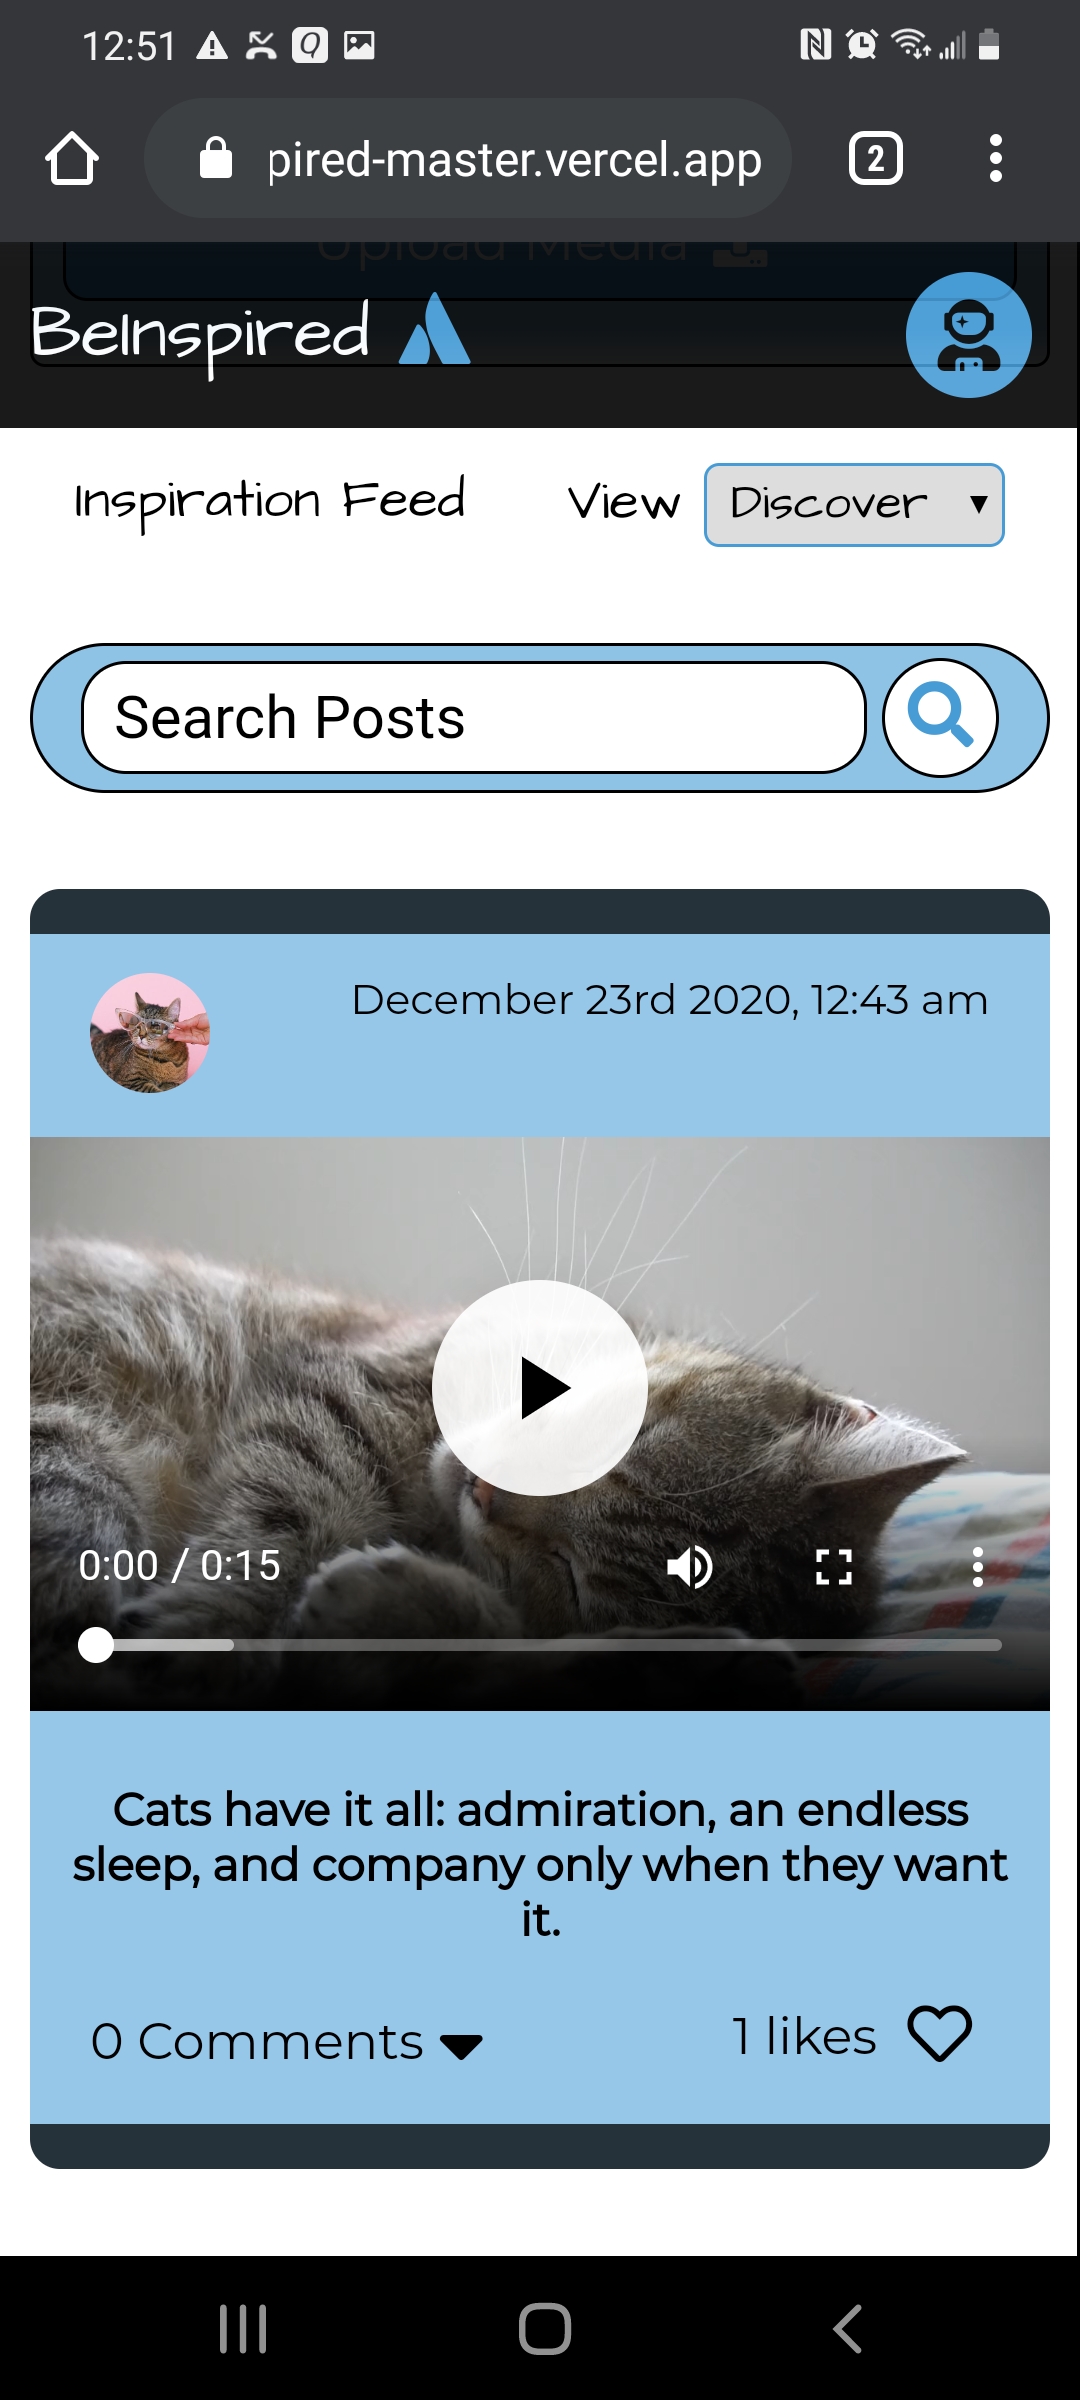 12:51
pired-master.vercel.app
2
Upload Media
BeInspired
Inspiration Feed
View
Discover
Search Posts
December 23rd 2020, 12:43 am
0:00 / 0:15
Cats have it all: admiration, an endless
sleep, and company only when they want
it.
0 Comments
1 likes